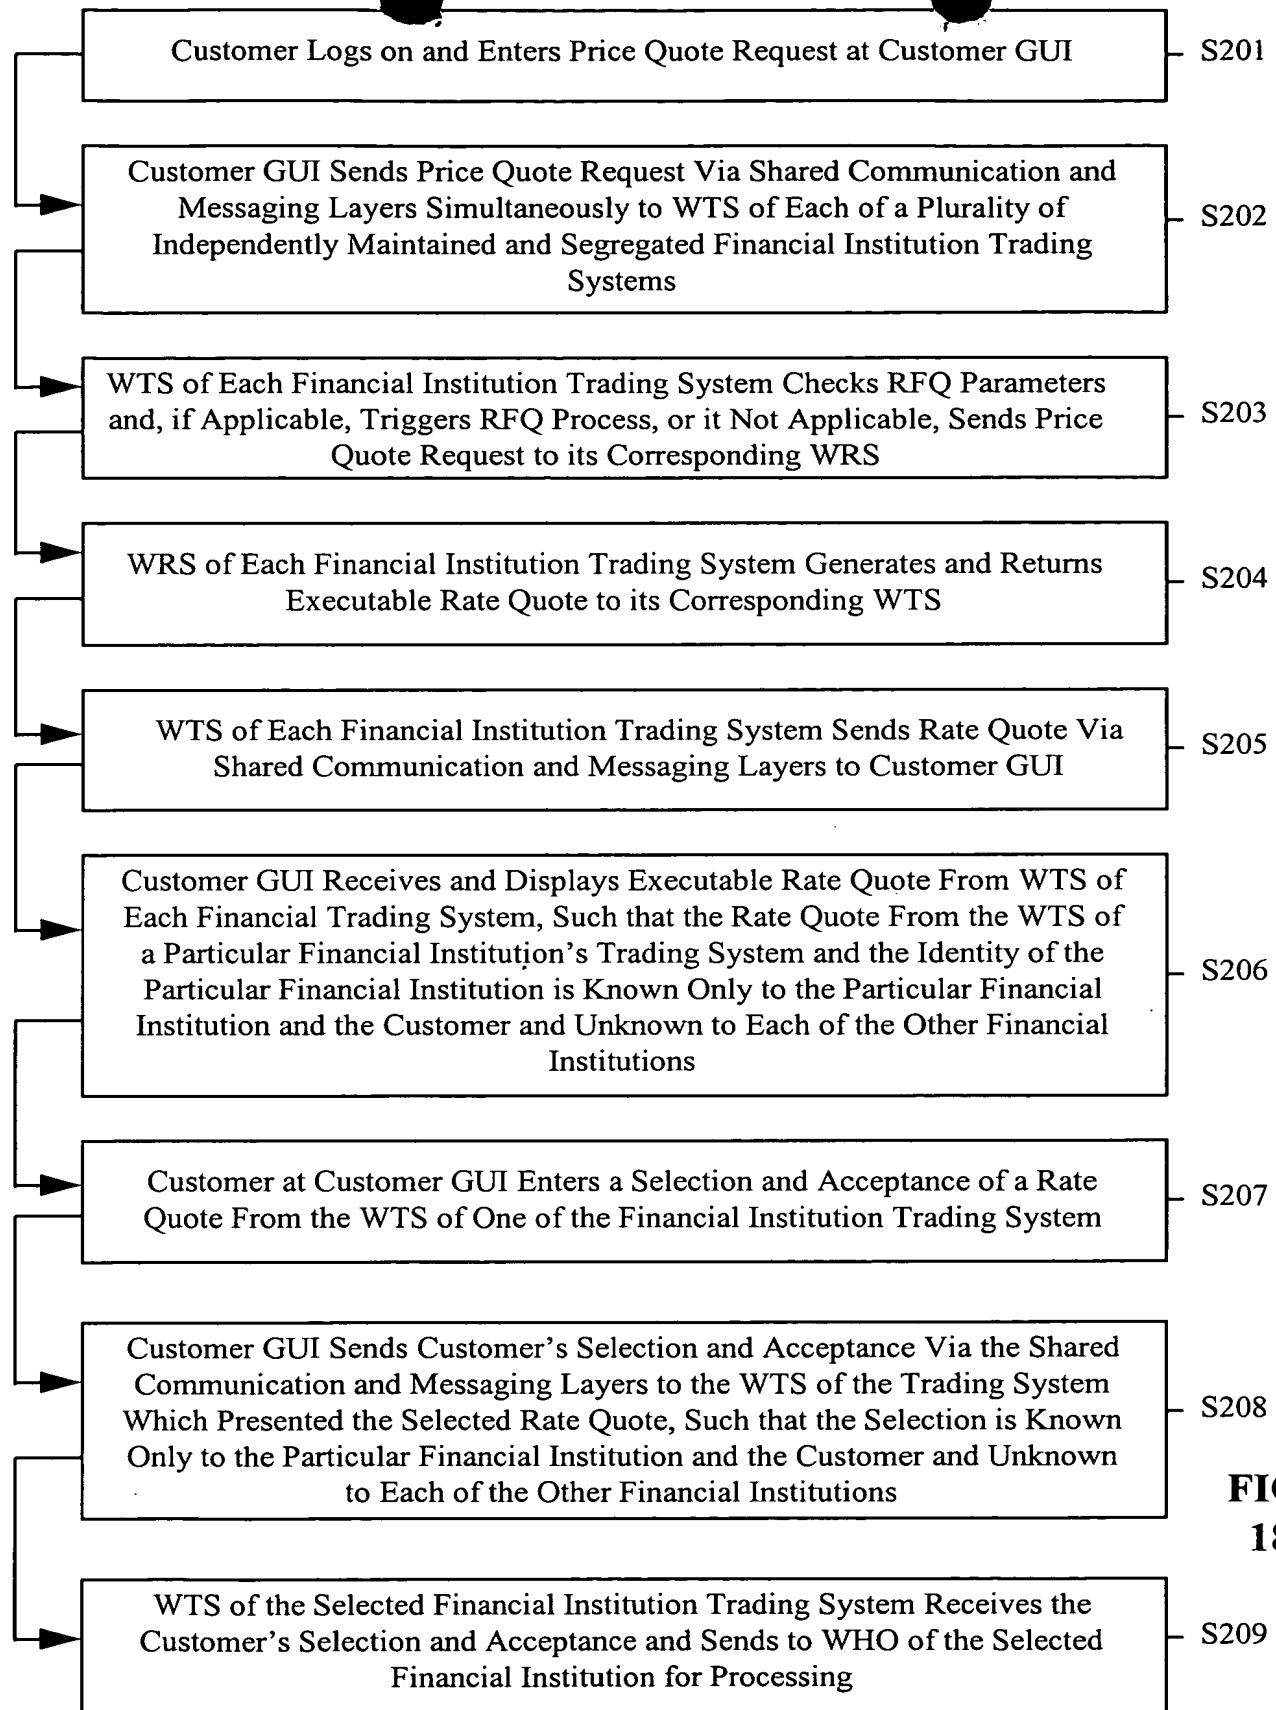 Customer Logs on and Enters Price Quote Request at Customer GUI
S201
Customer GUI Sends Price Quote Request Via Shared Communication and
Messaging Layers Simultaneously to WTS of Each of a Plurality of
Independently Maintained and Segregated Financial Institution Trading
Systems
S202
WTS of Each Financial Institution Trading System Checks RFQ Parameters
and, if Applicable, Triggers RFQ Process, or it Not Applicable, Sends Price
Quote Request to its Corresponding WRS
S203
WRS of Each Financial Institution Trading System Generates and Returns
Executable Rate Quote to its Corresponding WTS
S204
WTS of Each Financial Institution Trading System Sends Rate Quote Via
Shared Communication and Messaging Layers to Customer GUI
S205
Customer GUI Receives and Displays Executable Rate Quote From WTS of
Each Financial Trading System, Such that the Rate Quote From the WTS of
a Particular Financial Institution's Trading System and the Identity of the
Particular Financial Institution is Known Only to the Particular Financial
Institution and the Customer and Unknown to Each of the Other Financial
Institutions
S206
Customer at Customer GUI Enters a Selection and Acceptance of a Rate
Quote From the WTS of One of the Financial Institution Trading System
S207
Customer GUI Sends Customer's Selection and Acceptance Via the Shared
Communication and Messaging Layers to the WTS of the Trading System
Which Presented the Selected Rate Quote, Such that the Selection is Known
Only to the Particular Financial Institution and the Customer and Unknown
to Each of the Other Financial Institutions
S208
WTS of the Selected Financial Institution Trading System Receives the
Customer's Selection and Acceptance and Sends to WHO of the Selected
Financial Institution for Processing
S209